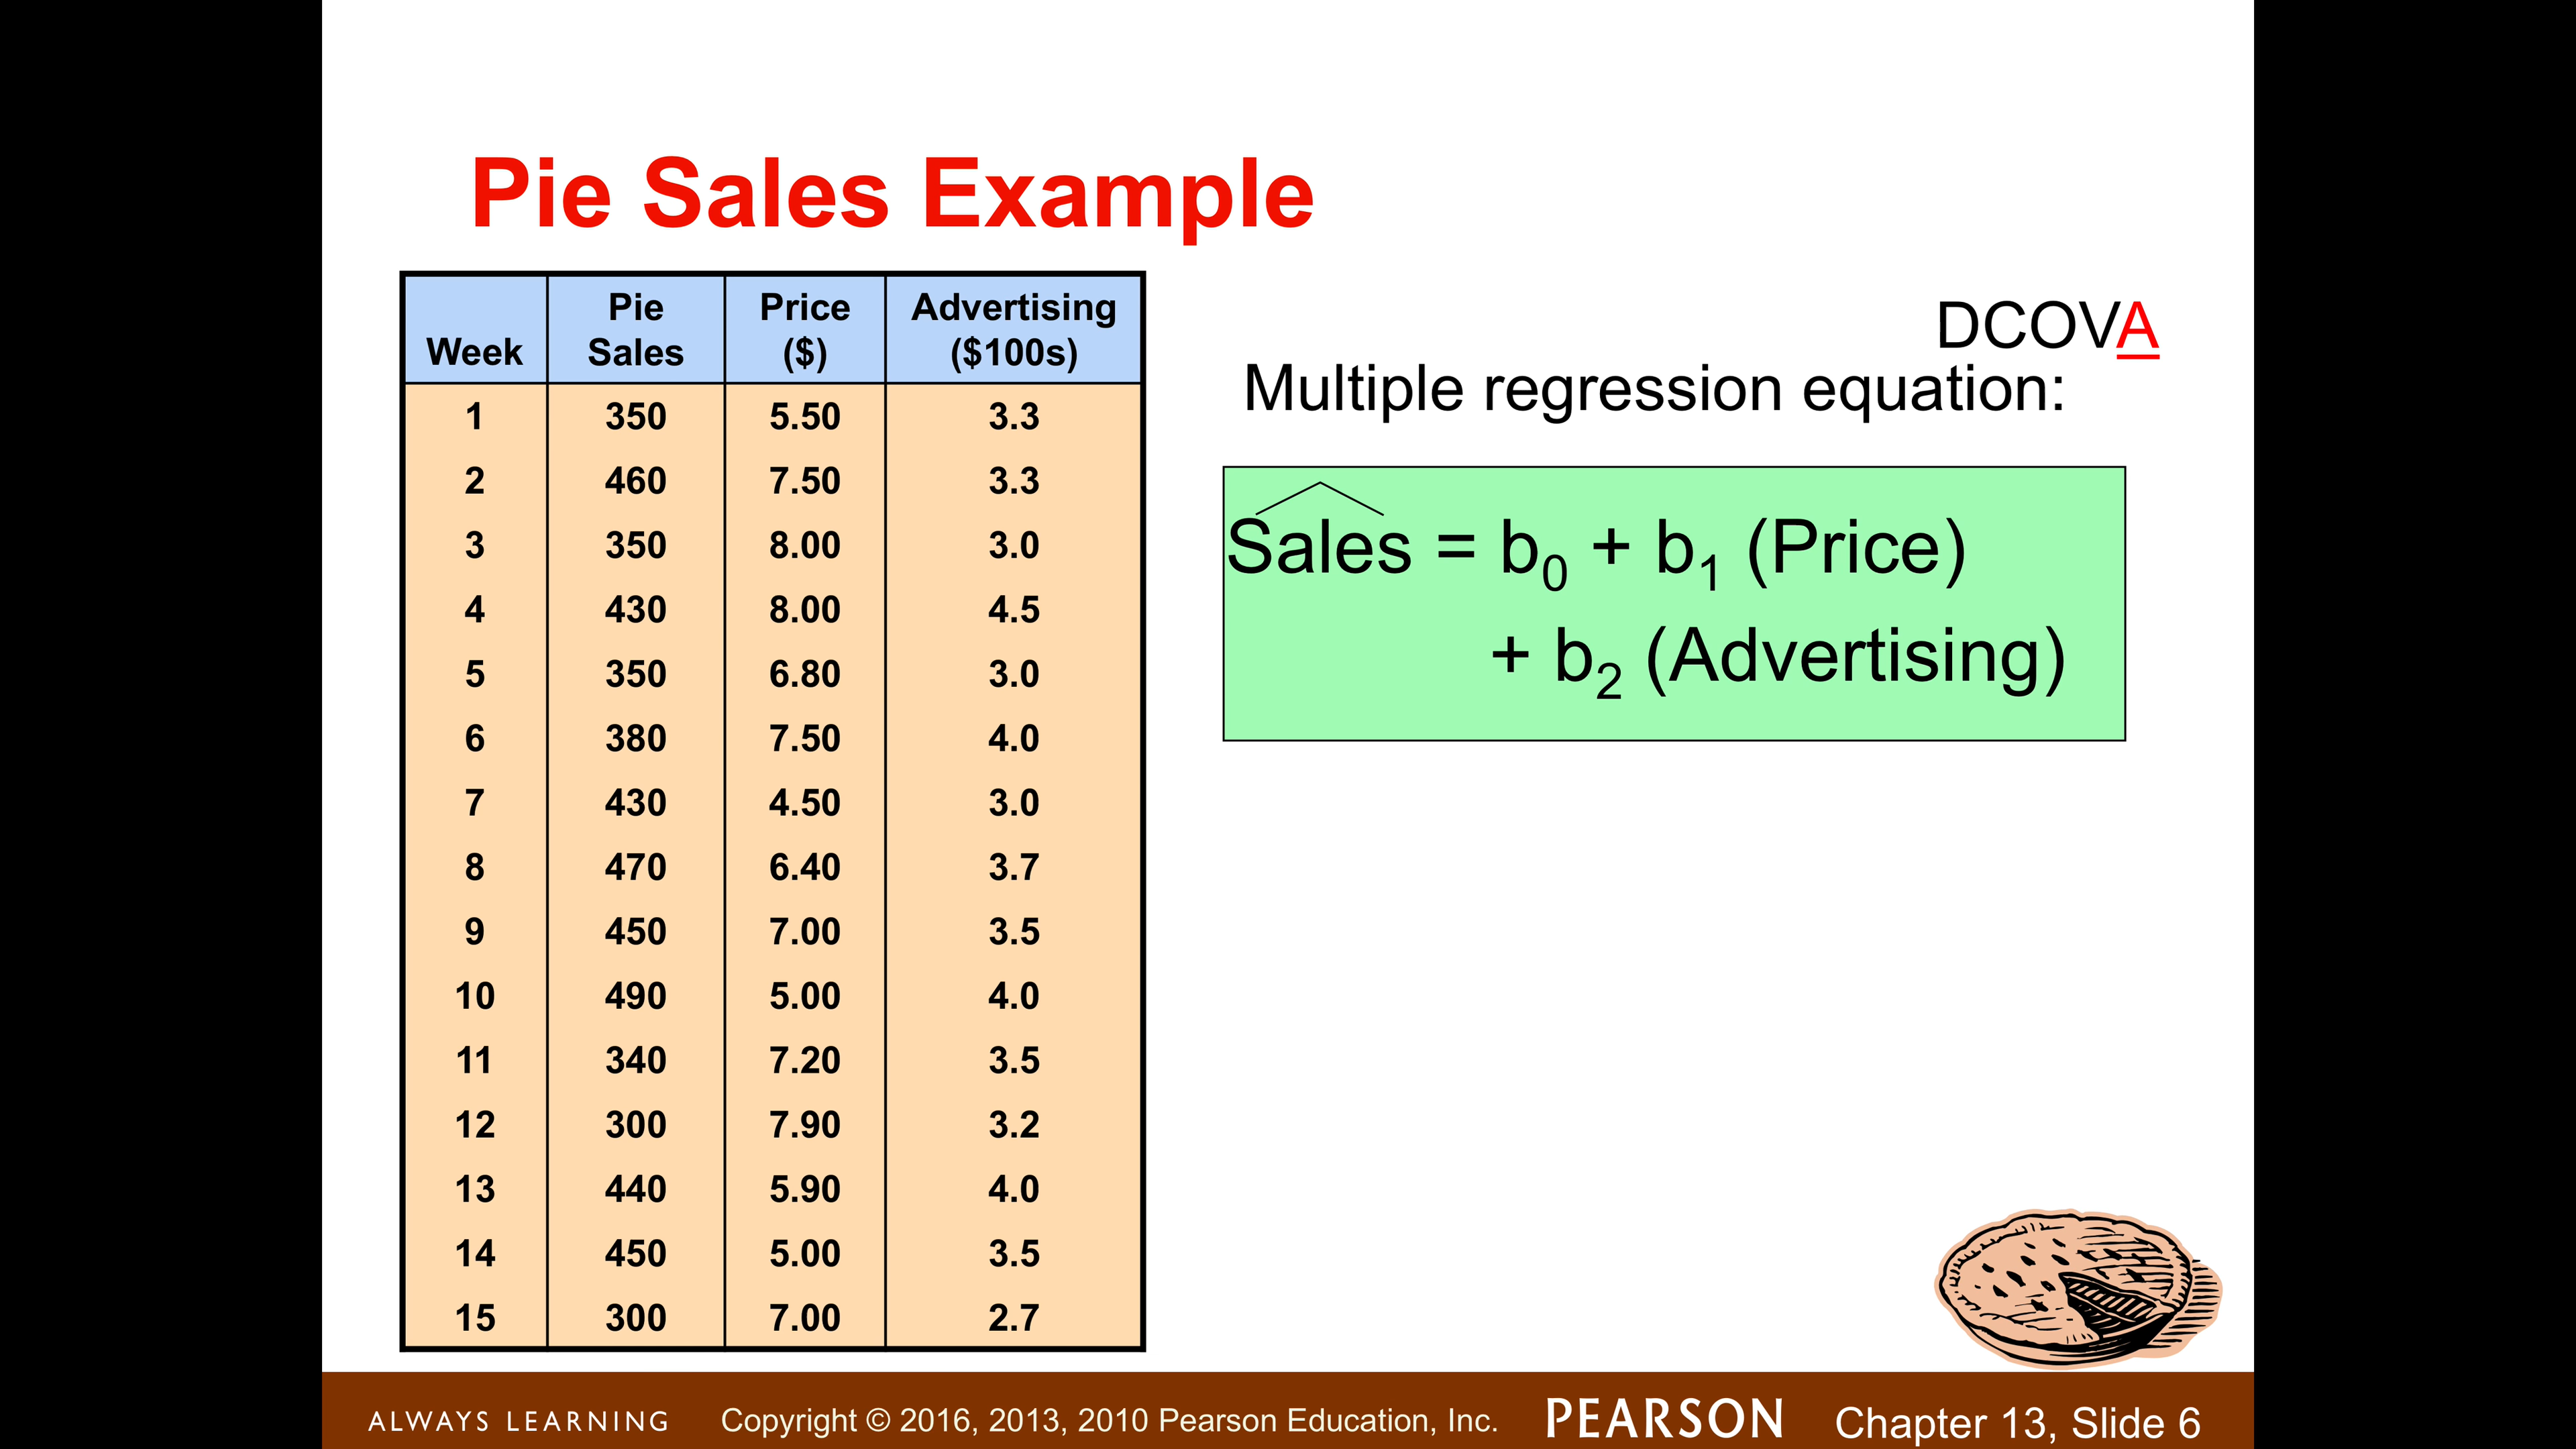 Pie Sales Example
Week Pie Sales Price ($) Advertising ($100s)
1 350 5.50 3.3
2 460 7.50 3.3
3 350 8.00 3.0
4 430 8.00 4.5
5 350 6.80 3.0
6 380 7.50 4.0
7 430 4.50 3.0
8 470 6.40 3.7
9 450 7.00 3.5
10 490 5.00 4.0
11 340 7.20 3.5
12 300 7.90 3.2
13 440 5.90 4.0
14 450 5.00 3.5
15 300 7.00 2.7
DCOVA
Multiple regression equation:
Sales = b0 + b1 (Price)
+ b2 (Advertising)
ALWAYS LEARNING Copyright © 2016, 2013, 2010 Pearson Education, Inc. PEARSON Chapter 13, Slide 6